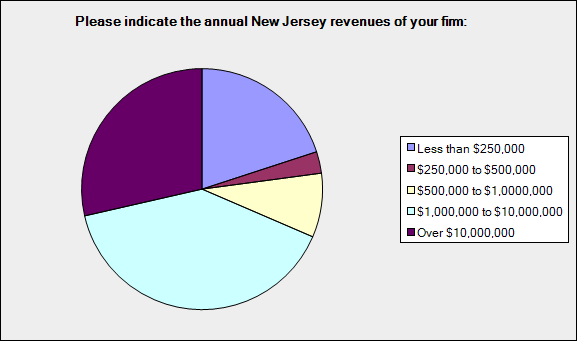 Please indicate the annual New Jersey revenues of your firm:
Less than $250,000
$250,000 to $500,000
$500,000 to $1,0000,000
$1,000,000 to $10,000,000
Over $10,000,000